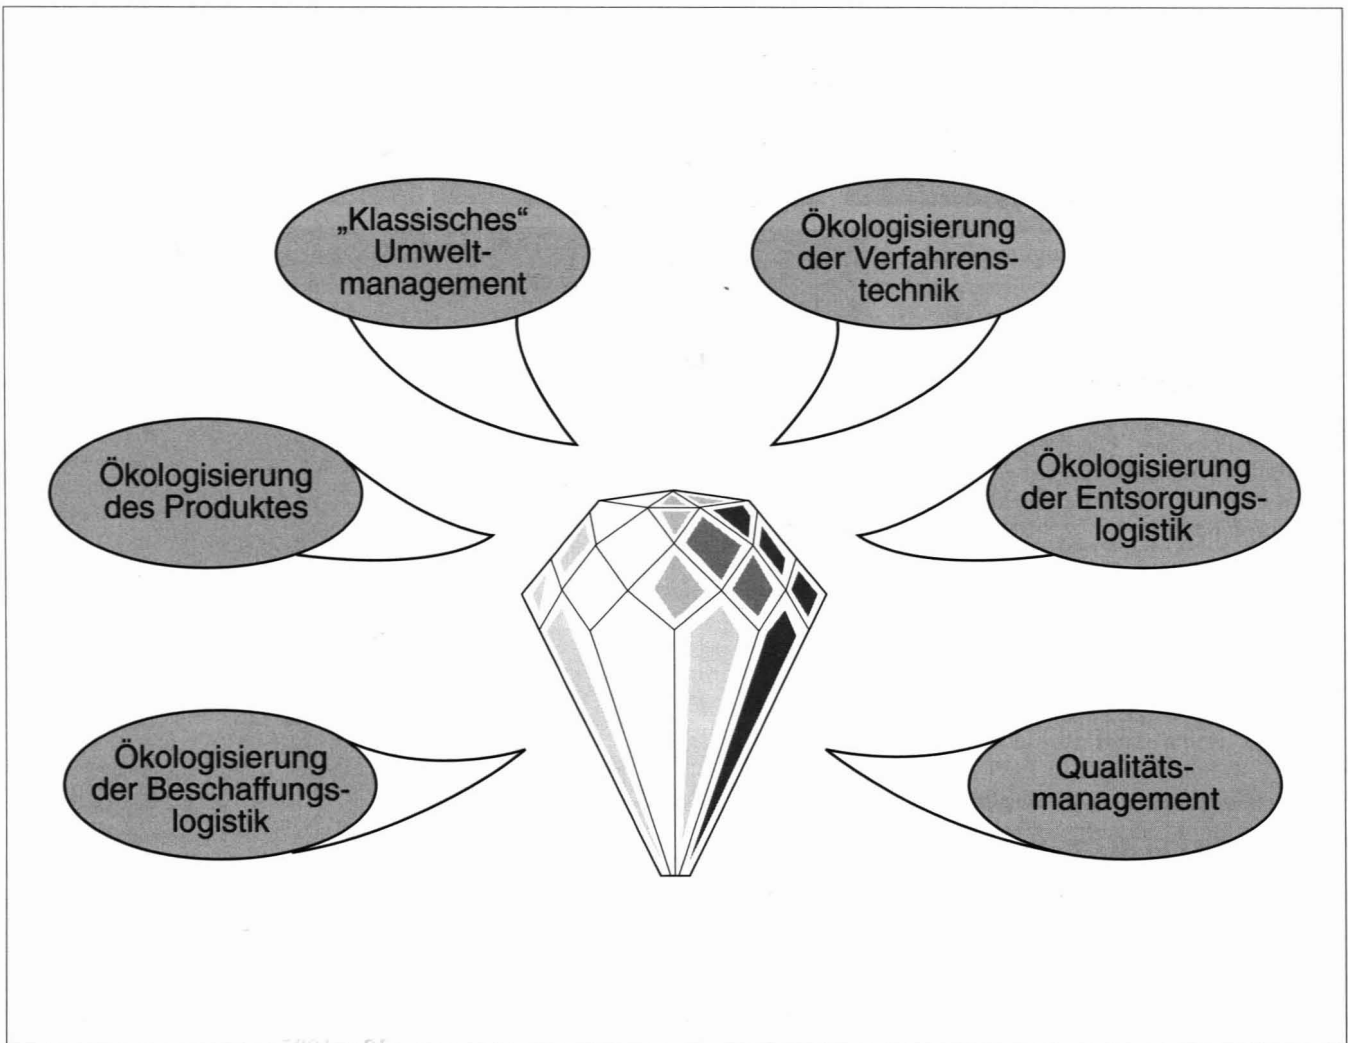 „Klassisches“
Umwelt-
management
Ökologisierung
der Verfahrens-
technik
Ökologisierung
des Produktes
Ökologisierung
der Entsorgungs-
logistik
Ökologisierung
der Beschaffungs-
logistik
Qualitäts-
management